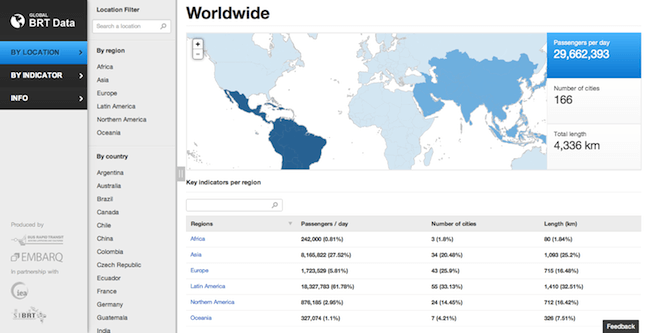 GLOBAL
BRT Data
BY LOCATION
BY INDICATOR
INFO
Produced by
BUS RAPID TRANSIT
EMBARQ
In partnership with
iea
SIBRT
Location Filter
Search a location
By region
Africa
Asia
Europe
Latin America
Northern America
Oceania
By country
Argentina
Australia
Brazil
Canada
Chile
China
Colombia
Czech Republic
Ecuador
France
Germany
Guatemala
India
Worldwide
+
-
Passengers per day
29,662,393
Number of cities
166
Total length
4,336 km
Key indicators per region
Regions Passengers / day Number of cities Length (km)
Africa 242,000 (0.81%) 3 (1.8%) 80 (1.84%)
Asia 8,165,822 (27.52%) 34 (20.48%) 1,093 (25.2%)
Europe 1,723,529 (5.81%) 43 (25.9%) 715 (16.48%)
Latin America 18,327,783 (61.78%) 55 (33.13%) 1,410 (32.51%)
Northern America 876,185 (2.95%) 24 (14.45%) 712 (16.42%)
Oceania 327,074 (1.1%) 7 (4.21%) 326 (7.51%)
Feedback